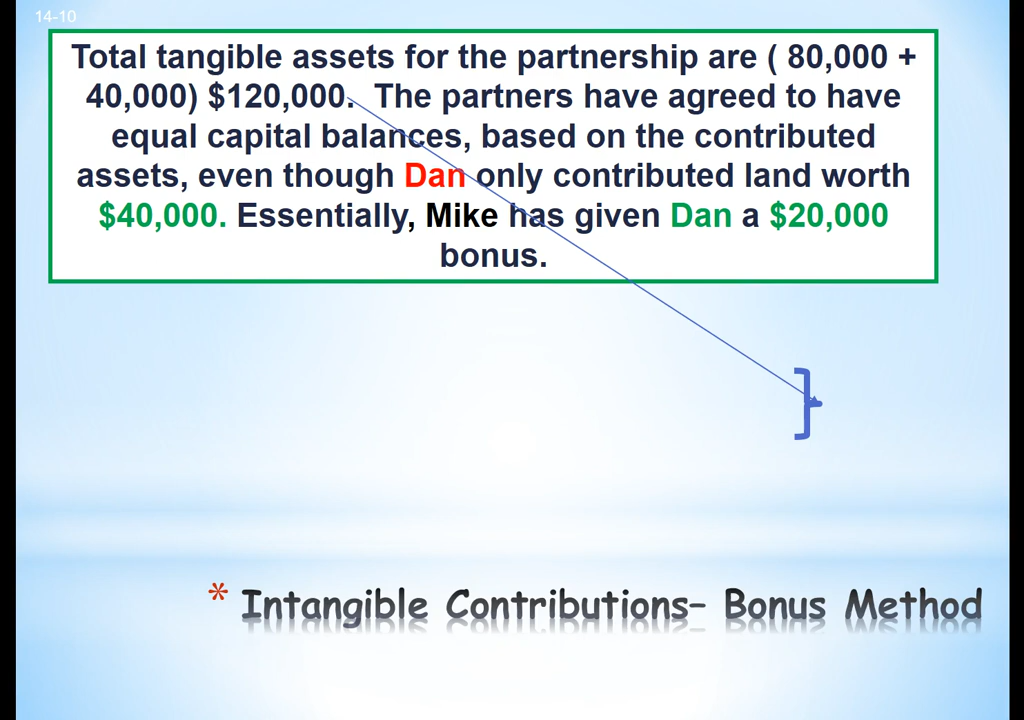 14-10
Total tangible assets for the partnership are ( 80,000 +
40,000) $120,000. The partners have agreed to have
equal capital balances, based on the contributed
assets, even though Dan only contributed land worth
$40,000. Essentially, Mike has given Dan a $20,000
bonus.
}
* Intangible Contributions– Bonus Method